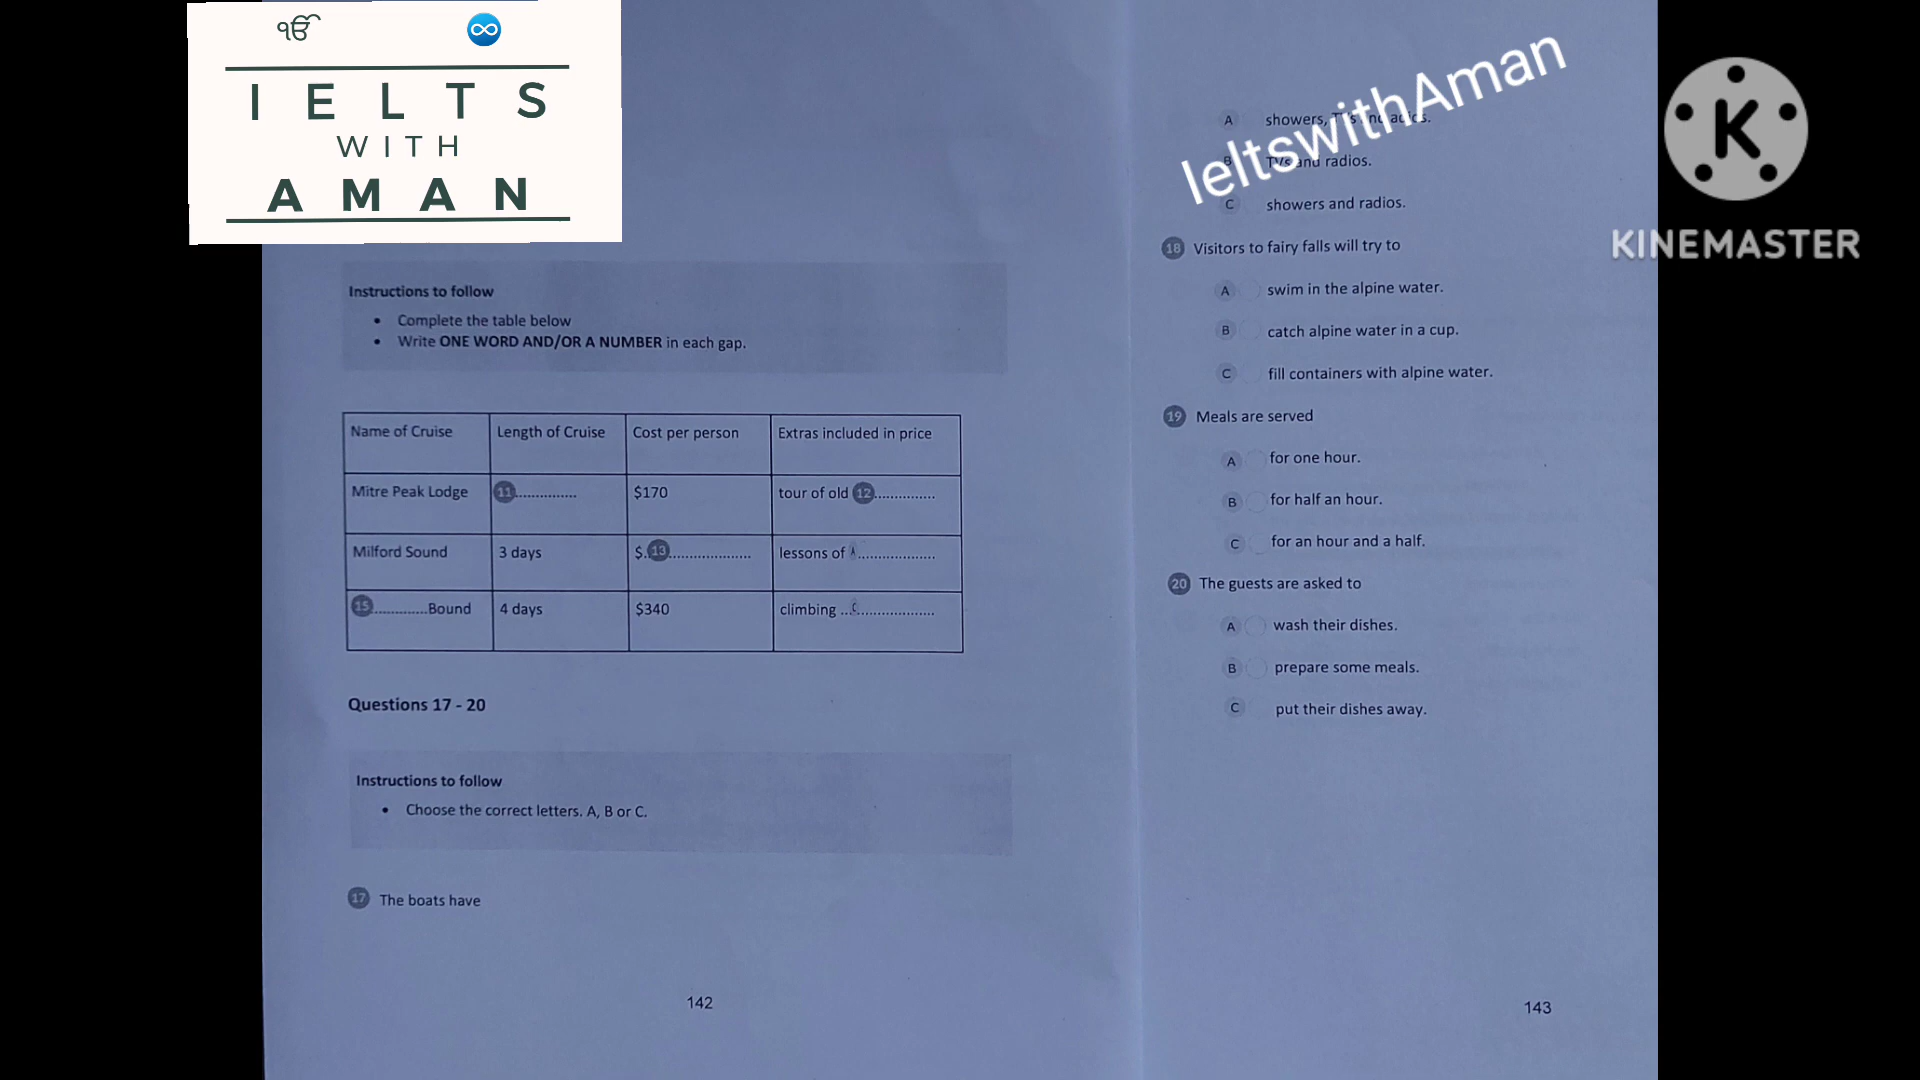 ੴ
I E L T S
WITH
AMAN
IeltswithAman
KINEMASTER
Instructions to follow
• Complete the table below
• Write ONE WORD AND/OR A NUMBER in each gap.
Name of Cruise Length of Cruise Cost per person Extras included in price
Mitre Peak Lodge 11.............. $170 tour of old 12..............
Milford Sound 3 days $.13.................... lessons of ..................
15..............Bound 4 days $340 climbing .......................
Questions 17 - 20
Instructions to follow
• Choose the correct letters. A, B or C.
17 The boats have
142
A showers,
B TVs and radios.
C showers and radios.
18 Visitors to fairy falls will try to
A swim in the alpine water.
B catch alpine water in a cup.
C fill containers with alpine water.
19 Meals are served
A for one hour.
B for half an hour.
C for an hour and a half.
20 The guests are asked to
A wash their dishes.
B prepare some meals.
C put their dishes away.
143